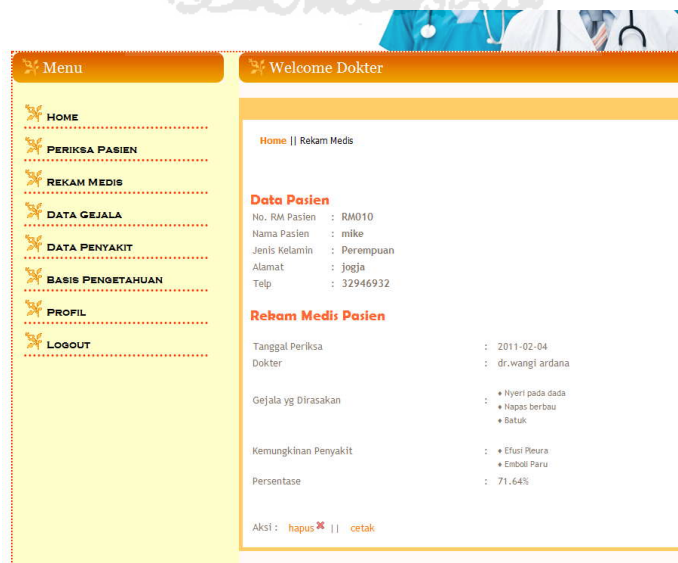 Menu
Welcome Dokter
HOME
PERIKSA PASIEN
REKAM MEDIS
DATA GEJALA
DATA PENYAKIT
BASIS PENGETAHUAN
PROFIL
LOGOUT
Home || Rekam Medis
Data Pasien
No. RM Pasien : RM010
Nama Pasien : mike
Jenis Kelamin : Perempuan
Alamat : jogja
Telp : 32946932
Rekam Medis Pasien
Tanggal Periksa : 2011-02-04
Dokter : dr.wangi ardana
♦ Nyeri pada dada
Gejala yg Dirasakan : ♦ Napas berbau
♦ Batuk
Kemungkinan Penyakit : ♦ Efusi Pleura
♦ Emboli Paru
Persentase : 71.64%
Aksi : hapus || cetak